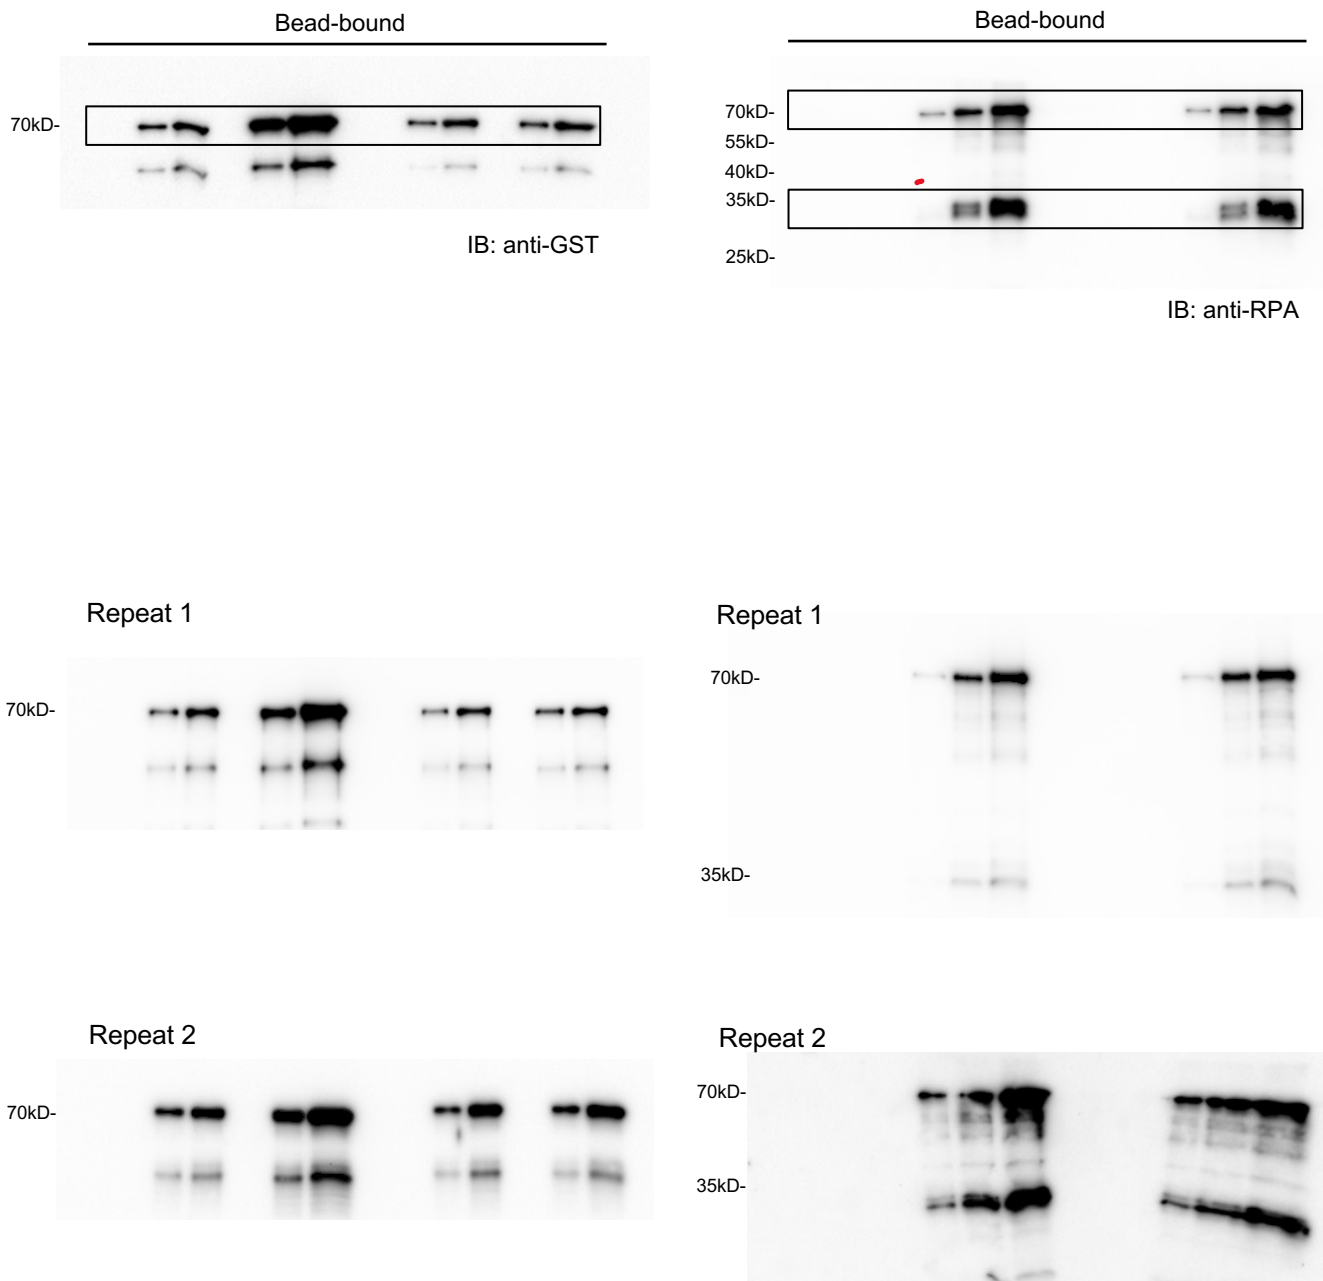 Bead-bound
70kD-
IB: anti-GST
Bead-bound
70kD-
55kD-
40kD-
35kD-
25kD-
IB: anti-RPA
Repeat 1
70kD-
Repeat 1
70kD-
35kD-
Repeat 2
70kD-
Repeat 2
70kD-
35kD-